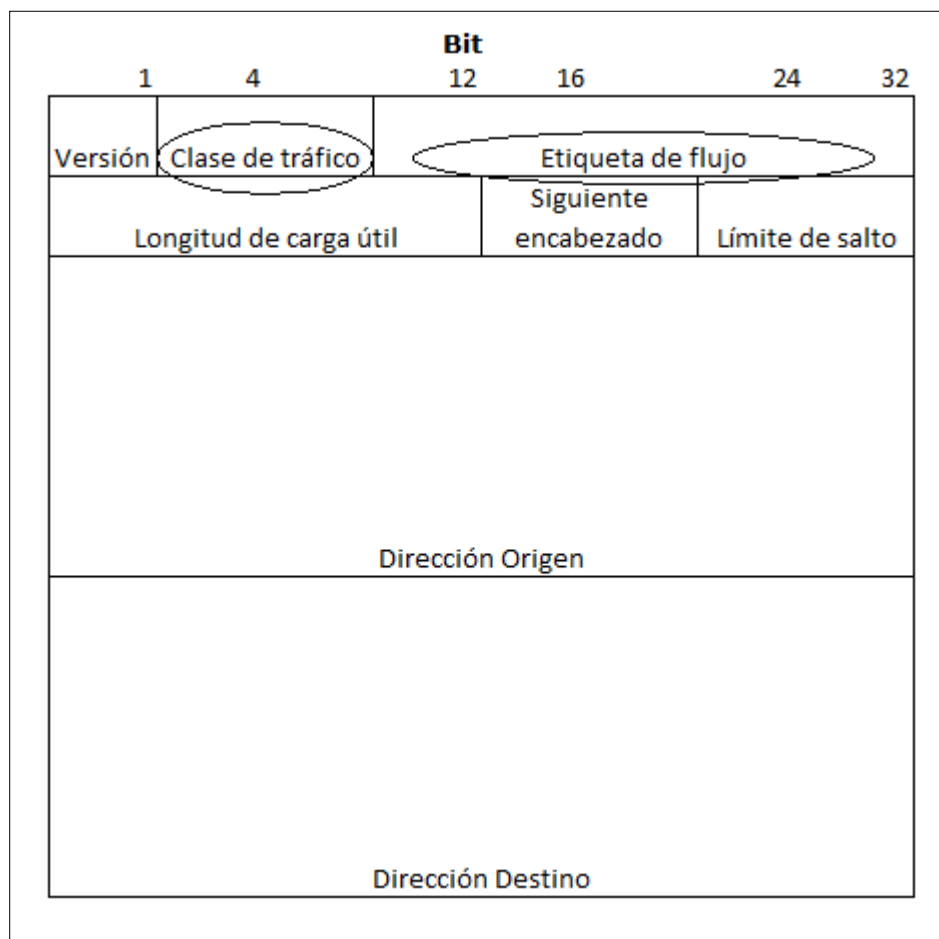 Bit
1 4 12 16 24 32
Versión Clase de tráfico Etiqueta de flujo
Longitud de carga útil Siguiente encabezado Límite de salto
Dirección Origen
Dirección Destino